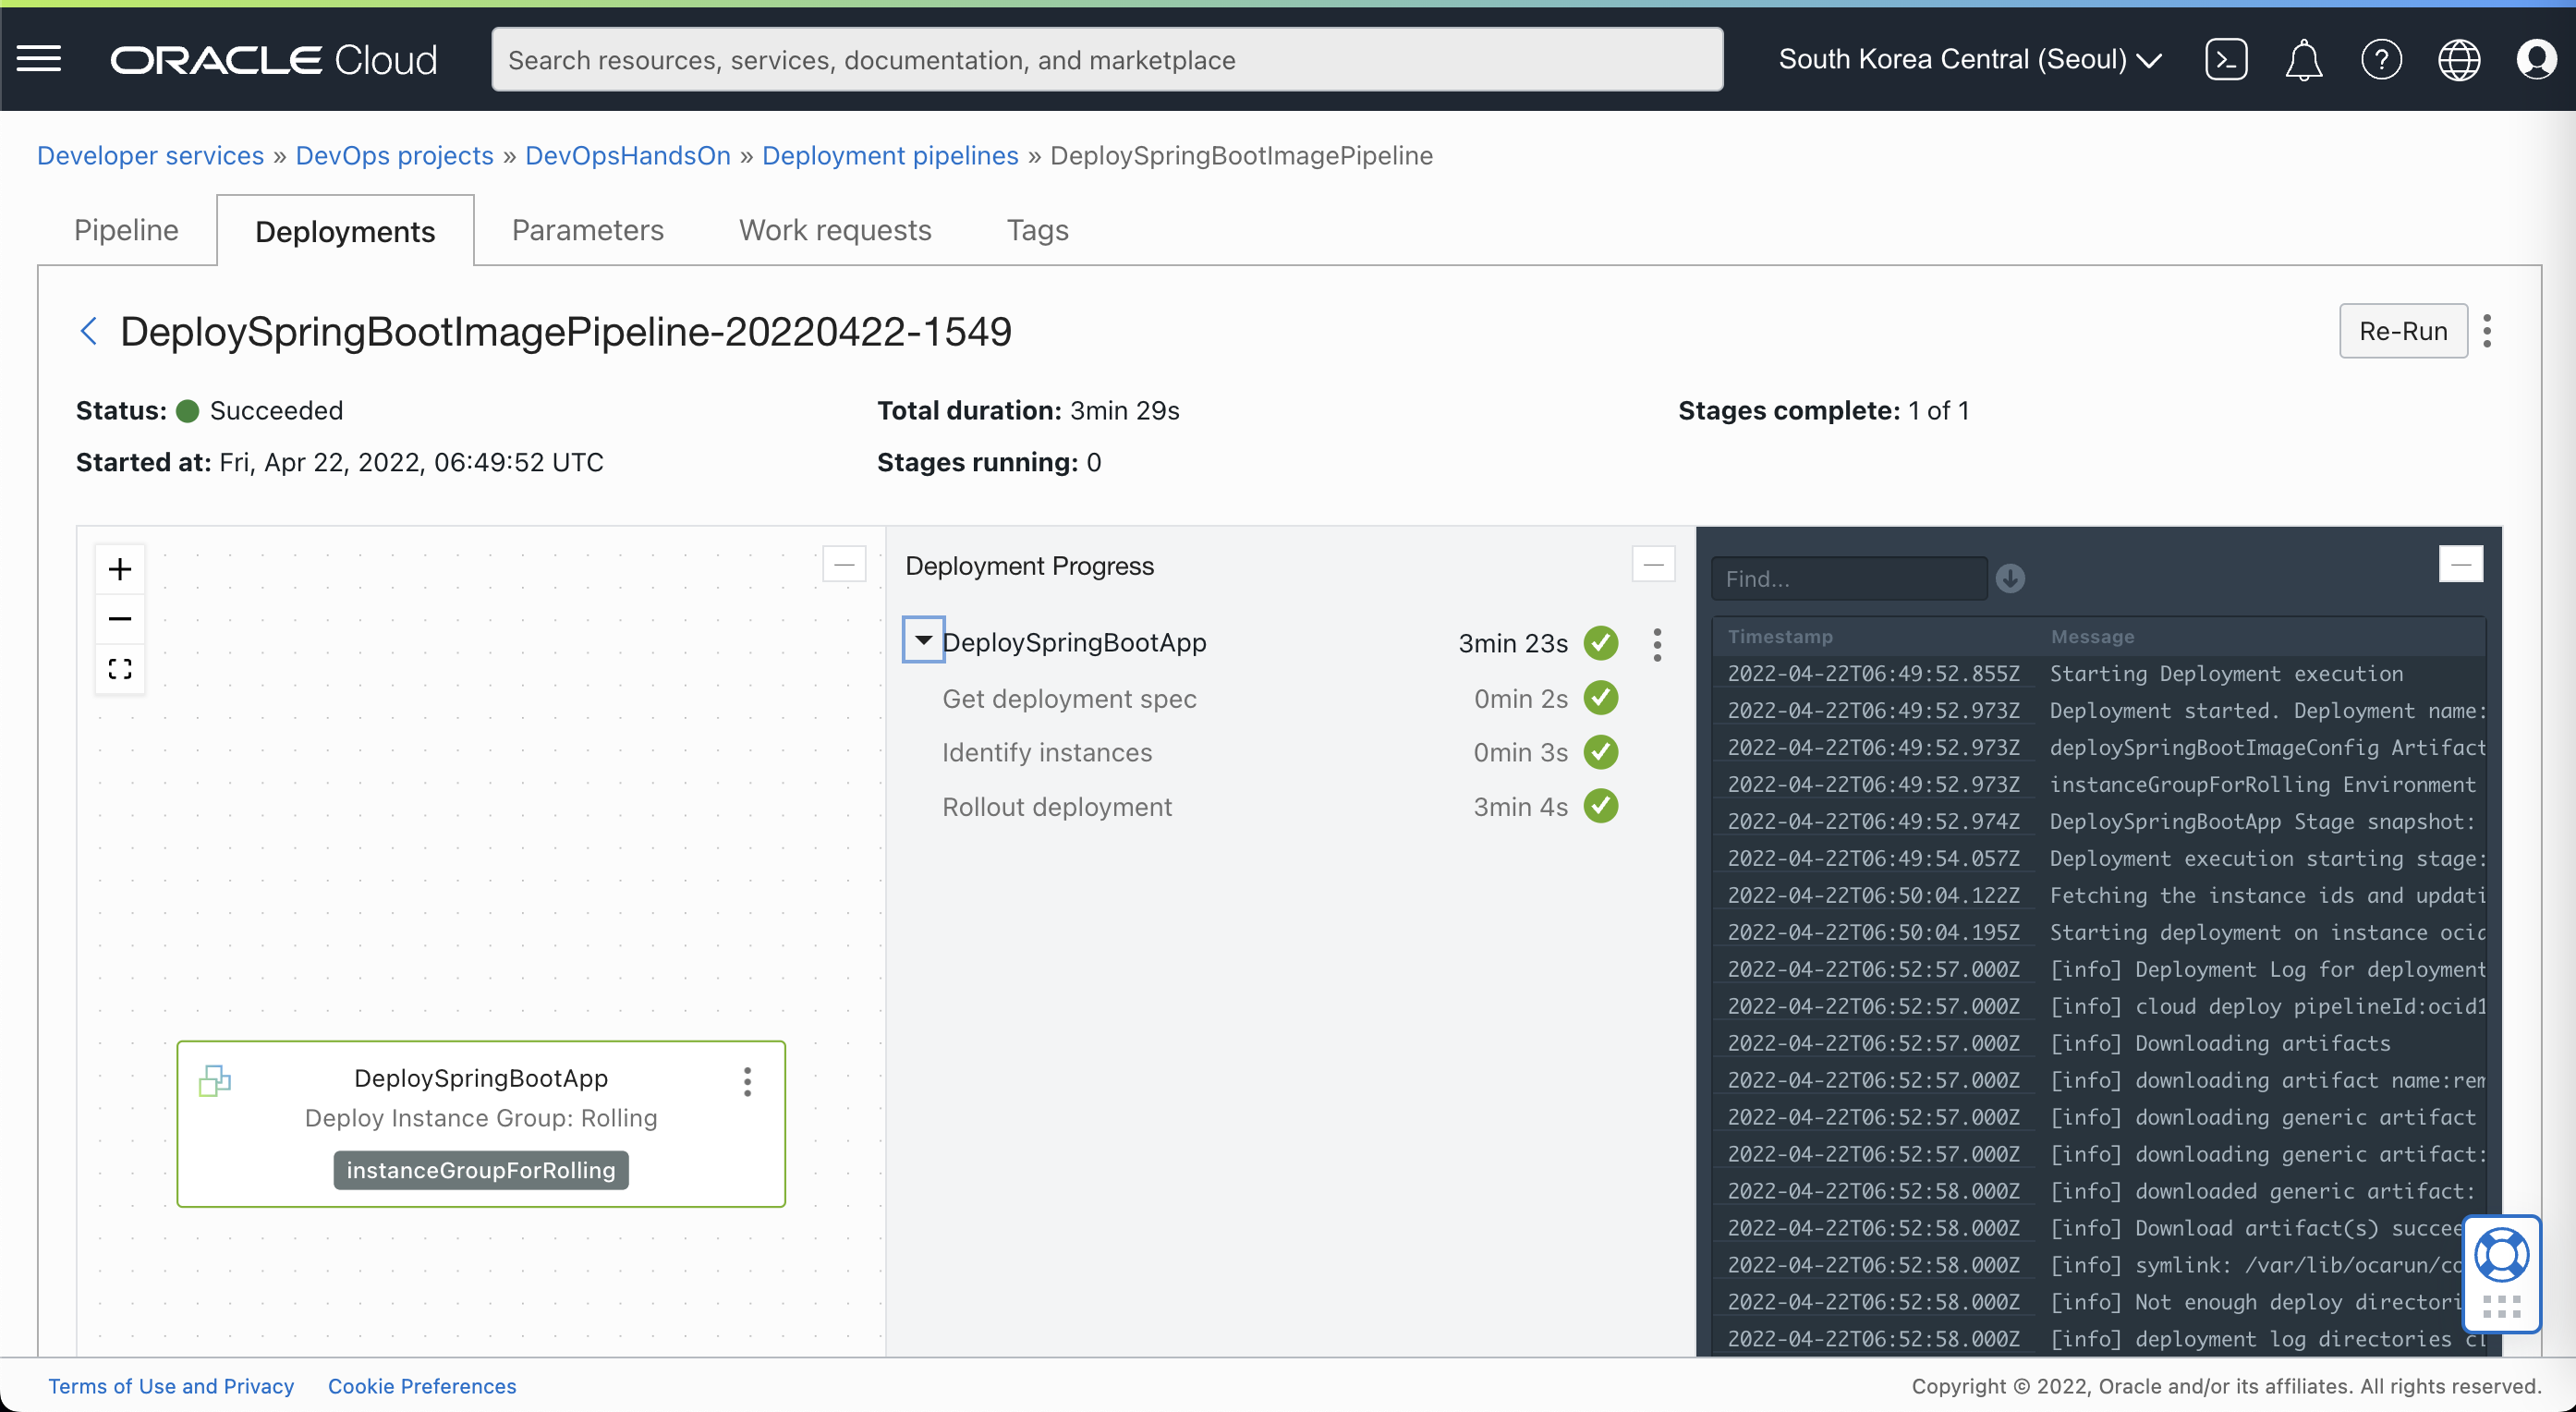 ORACLE Cloud
Search resources, services, documentation, and marketplace
South Korea Central (Seoul)
Developer services » DevOps projects » DevOpsHandsOn » Deployment pipelines » DeploySpringBootImagePipeline
Pipeline
Deployments
Parameters
Work requests
Tags
DeploySpringBootImagePipeline-20220422-1549
Re-Run
Status: Succeeded
Total duration: 3min 29s
Stages complete: 1 of 1
Started at: Fri, Apr 22, 2022, 06:49:52 UTC
Stages running: 0
DeploySpringBootApp
Deploy Instance Group: Rolling
instanceGroupForRolling
Deployment Progress
DeploySpringBootApp 3min 23s
Get deployment spec 0min 2s
Identify instances 0min 3s
Rollout deployment 3min 4s
Find...
Timestamp Message
2022-04-22T06:49:52.855Z Starting Deployment execution
2022-04-22T06:49:52.973Z Deployment started. Deployment name:
2022-04-22T06:49:52.973Z deploySpringBootImageConfig Artifact
2022-04-22T06:49:52.973Z instanceGroupForRolling Environment
2022-04-22T06:49:52.974Z DeploySpringBootApp Stage snapshot:
2022-04-22T06:49:54.057Z Deployment execution starting stage:
2022-04-22T06:50:04.122Z Fetching the instance ids and updati
2022-04-22T06:50:04.195Z Starting deployment on instance ocid
2022-04-22T06:52:57.000Z [info] Deployment Log for deployment
2022-04-22T06:52:57.000Z [info] cloud deploy pipelineId:ocid1
2022-04-22T06:52:57.000Z [info] Downloading artifacts
2022-04-22T06:52:57.000Z [info] downloading artifact name:rem
2022-04-22T06:52:57.000Z [info] downloading generic artifact
2022-04-22T06:52:57.000Z [info] downloading generic artifact:
2022-04-22T06:52:58.000Z [info] downloaded generic artifact:
2022-04-22T06:52:58.000Z [info] Download artifact(s) succee
2022-04-22T06:52:58.000Z [info] symlink: /var/lib/ocarun/co
2022-04-22T06:52:58.000Z [info] Not enough deploy directori
2022-04-22T06:52:58.000Z [info] deployment log directories cl
Terms of Use and Privacy
Cookie Preferences
Copyright © 2022, Oracle and/or its affiliates. All rights reserved.